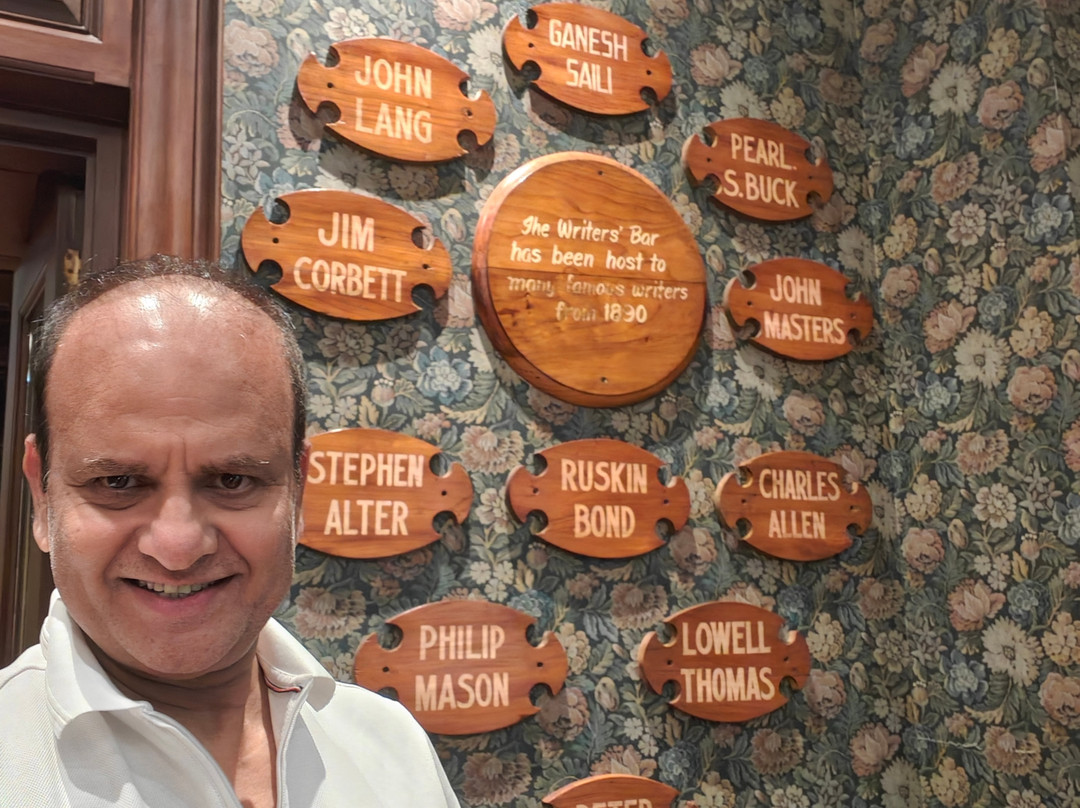 GANESH
SAILI
JOHN
LANG
PEARL.
S.BUCK
JIM
CORBETT
The Writers' Bar
has been host to
many famous writers
from 1890
JOHN
MASTERS
STEPHEN
ALTER
RUSKIN
BOND
CHARLES
ALLEN
PHILIP
MASON
LOWELL
THOMAS
PETER